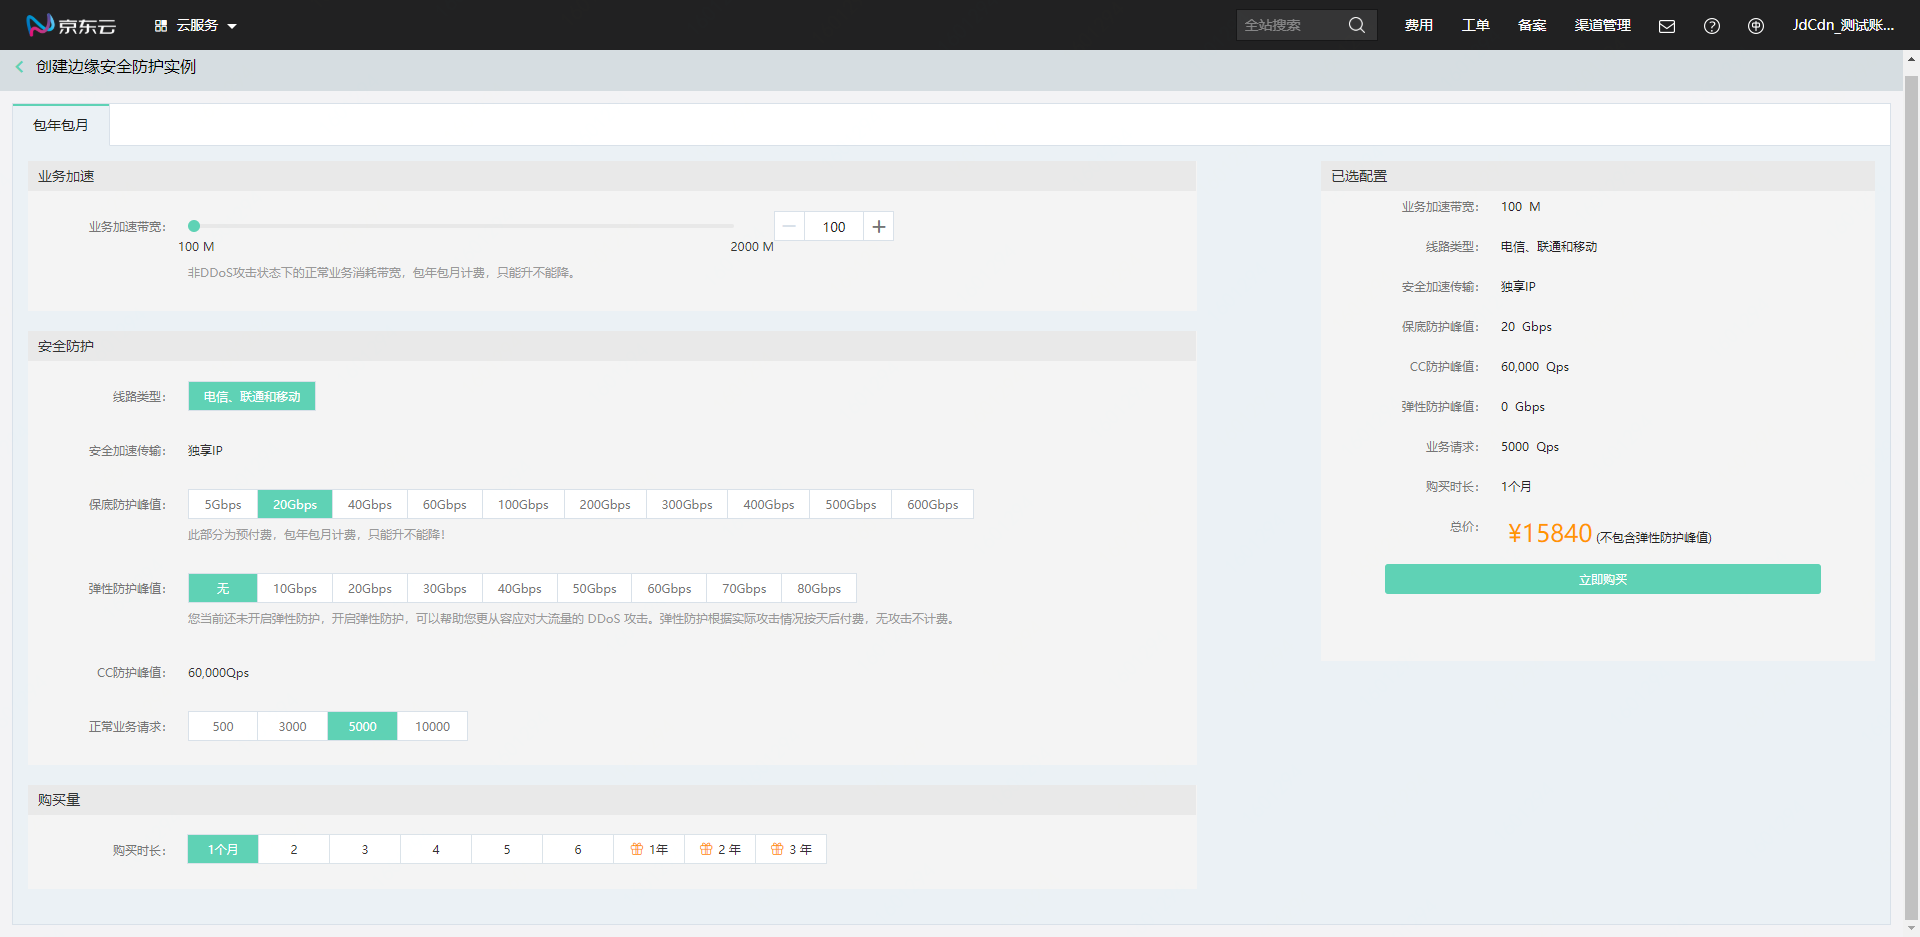 京东云
云服务
全站搜索
费用
工单
备案
渠道管理
JdCdn_测试账...
创建边缘安全防护实例
包年包月
业务加速
业务加速带宽:
100
100 M
2000 M
非DDoS攻击状态下的正常业务消耗带宽，包年包月计费，只能升不能降。
安全防护
线路类型:
电信、联通和移动
安全加速传输:
独享IP
保底防护峰值:
5Gbps 20Gbps 40Gbps 60Gbps 100Gbps 200Gbps 300Gbps 400Gbps 500Gbps 600Gbps
此部分为预付费，包年包月计费，只能升不能降！
弹性防护峰值:
无 10Gbps 20Gbps 30Gbps 40Gbps 50Gbps 60Gbps 70Gbps 80Gbps
您当前还未开启弹性防护，开启弹性防护，可以帮助您更从容应对大流量的 DDoS 攻击。弹性防护根据实际攻击情况按天后付费，无攻击不计费。
CC防护峰值:
60,000Qps
正常业务请求:
500 3000 5000 10000
购买量
购买时长:
1个月 2 3 4 5 6 1年 2 年 3 年
已选配置
业务加速带宽: 100 M
线路类型: 电信、联通和移动
安全加速传输: 独享IP
保底防护峰值: 20 Gbps
CC防护峰值: 60,000 Qps
弹性防护峰值: 0 Gbps
业务请求: 5000 Qps
购买时长: 1个月
总价: ¥15840 (不包含弹性防护峰值)
立即购买